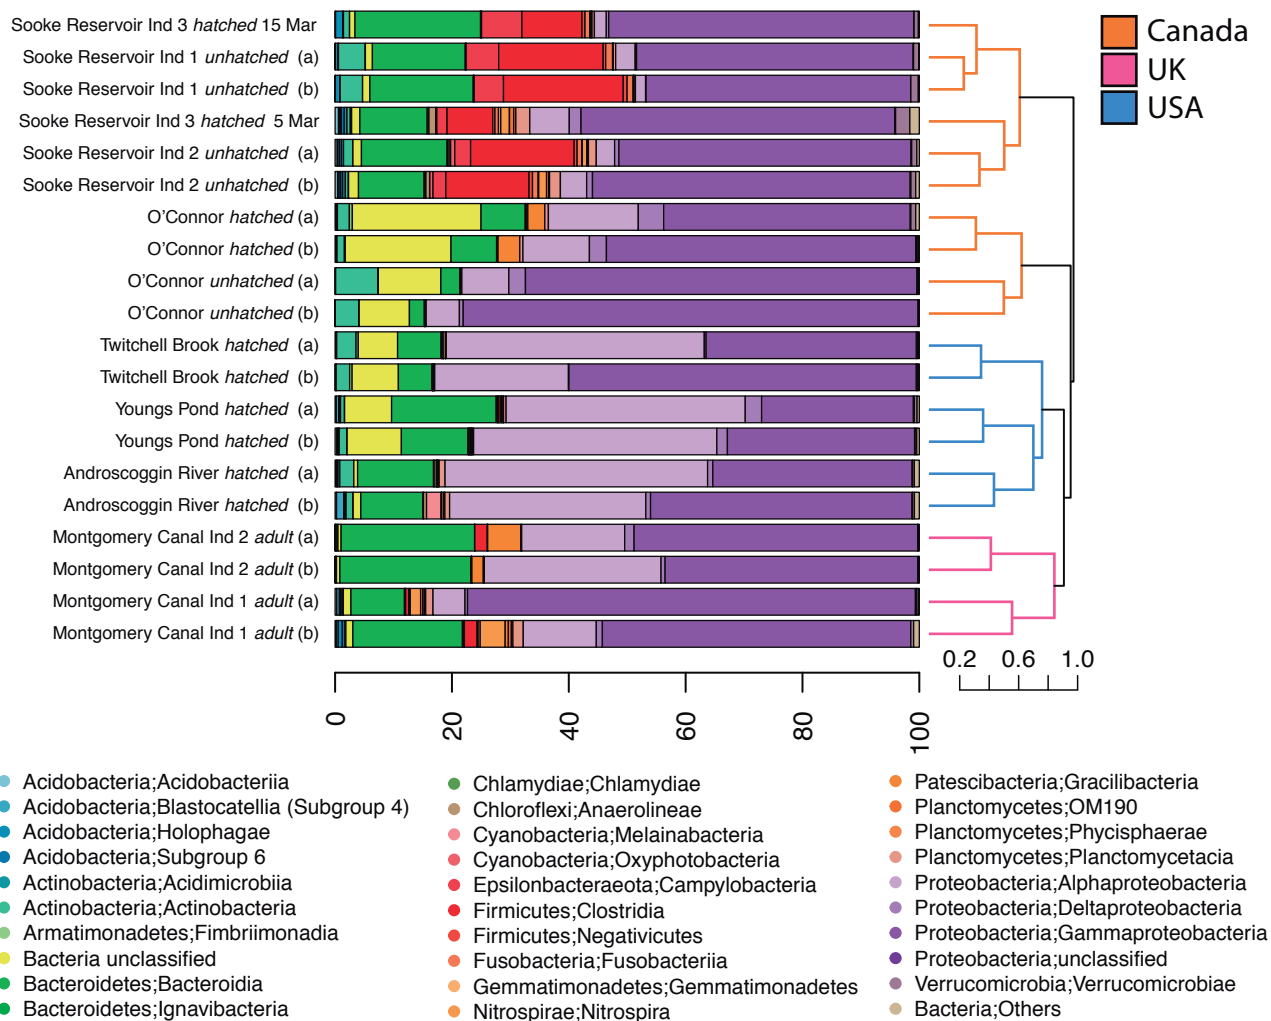 Sooke Reservoir Ind 3 hatched 15 Mar
Sooke Reservoir Ind 1 unhatched (a)
Sooke Reservoir Ind 1 unhatched (b)
Sooke Reservoir Ind 3 hatched 5 Mar
Sooke Reservoir Ind 2 unhatched (a)
Sooke Reservoir Ind 2 unhatched (b)
O'Connor hatched (a)
O'Connor hatched (b)
O'Connor unhatched (a)
O'Connor unhatched (b)
Twitchell Brook hatched (a)
Twitchell Brook hatched (b)
Youngs Pond hatched (a)
Youngs Pond hatched (b)
Androscoggin River hatched (a)
Androscoggin River hatched (b)
Montgomery Canal Ind 2 adult (a)
Montgomery Canal Ind 2 adult (b)
Montgomery Canal Ind 1 adult (a)
Montgomery Canal Ind 1 adult (b)
Canada
UK
USA
0.2 0.6 1.0
0 20 40 60 80 100
Acidobacteria;Acidobacteriia
Acidobacteria;Blastocatellia (Subgroup 4)
Acidobacteria;Holophagae
Acidobacteria;Subgroup 6
Actinobacteria;Acidimicrobiia
Actinobacteria;Actinobacteria
Armatimonadetes;Fimbriimonadia
Bacteria unclassified
Bacteroidetes;Bacteroidia
Bacteroidetes;Ignavibacteria
Chlamydiae;Chlamydiae
Chloroflexi;Anaerolineae
Cyanobacteria;Melainabacteria
Cyanobacteria;Oxyphotobacteria
Epsilonbacteraeota;Campylobacteria
Firmicutes;Clostridia
Firmicutes;Negativicutes
Fusobacteria;Fusobacteriia
Gemmatimonadetes;Gemmatimonadetes
Nitrospirae;Nitrospira
Patescibacteria;Gracilibacteria
Planctomycetes;OM190
Planctomycetes;Phycisphaerae
Planctomycetes;Planctomycetacia
Proteobacteria;Alphaproteobacteria
Proteobacteria;Deltaproteobacteria
Proteobacteria;Gammaproteobacteria
Proteobacteria;unclassified
Verrucomicrobia;Verrucomicrobiae
Bacteria;Others